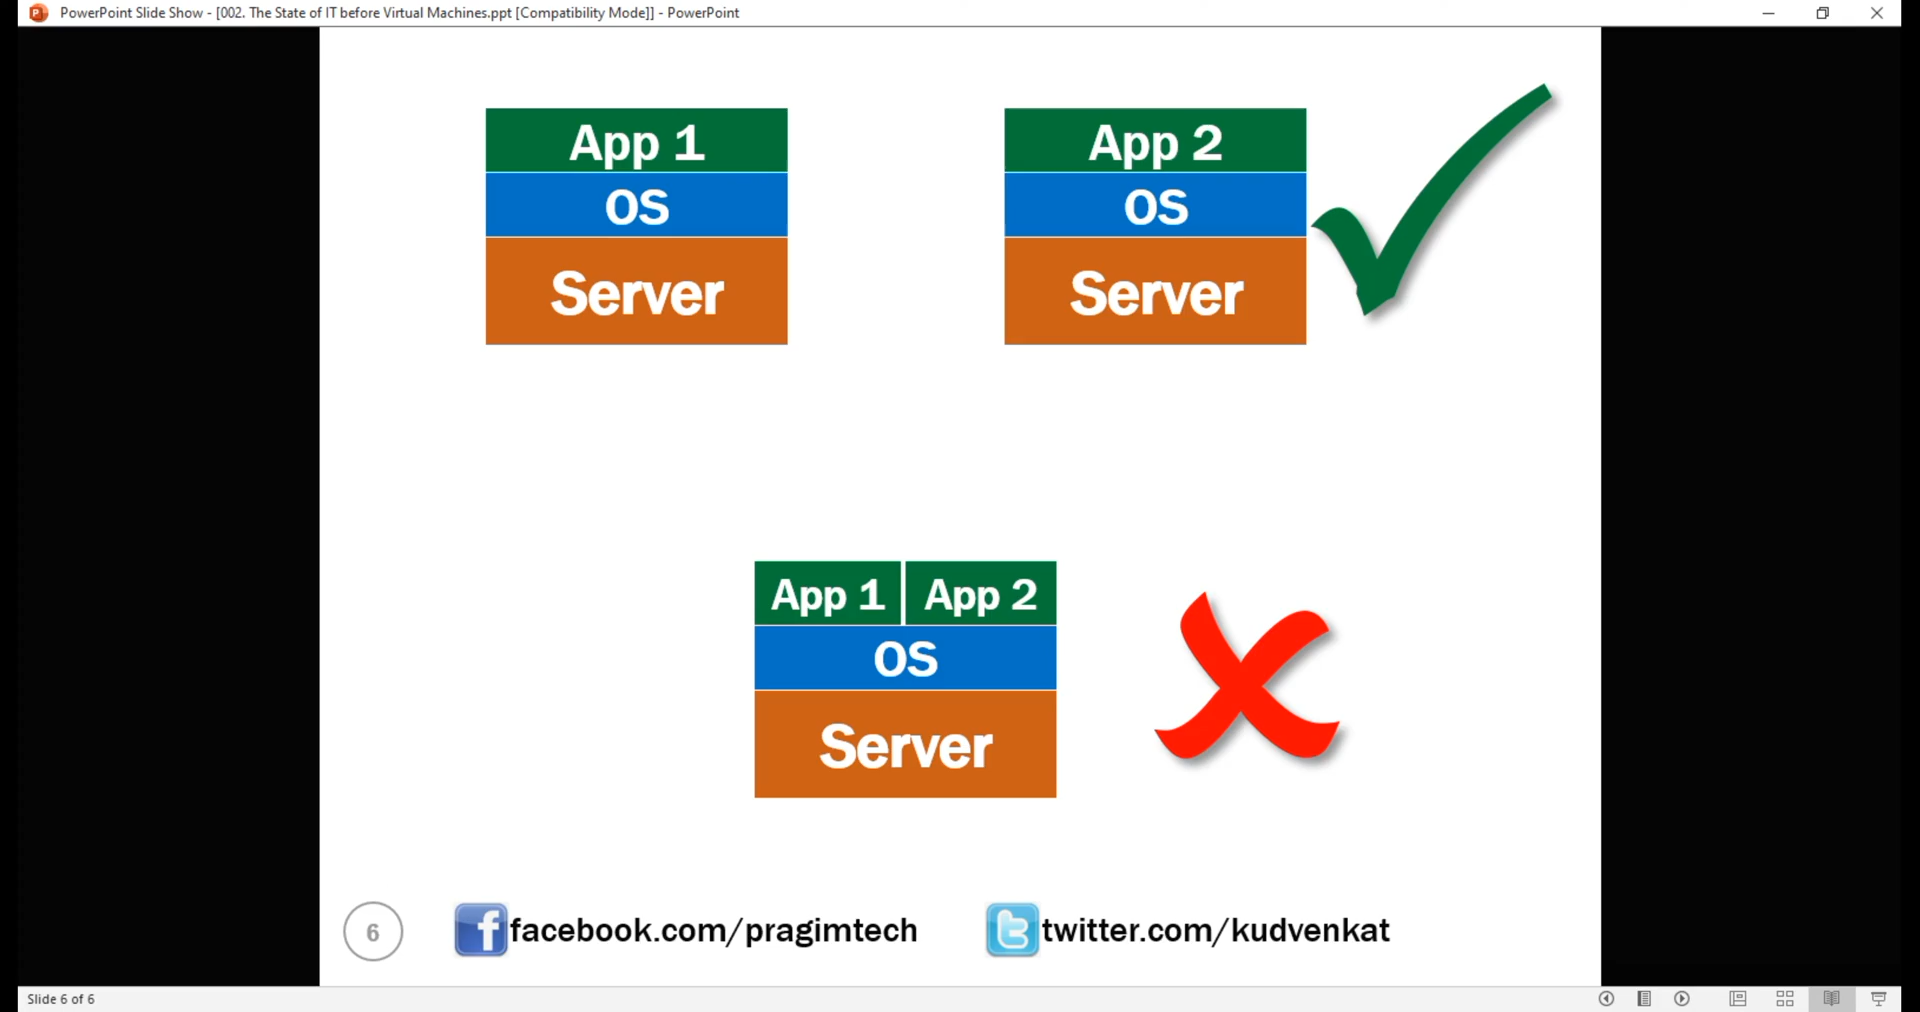 PowerPoint Slide Show - [002. The State of IT before Virtual Machines.ppt [Compatibility Mode]] - PowerPoint
App 1
OS
Server
App 2
OS
Server
App 1
App 2
OS
Server
6
facebook.com/pragimtech
twitter.com/kudvenkat
Slide 6 of 6